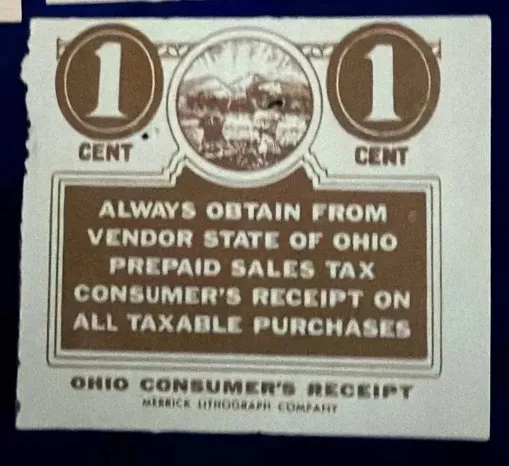 1 1
CENT CENT
ALWAYS OBTAIN FROM
VENDOR STATE OF OHIO
PREPAID SALES TAX
CONSUMER'S RECEIPT ON
ALL TAXABLE PURCHASES
OHIO CONSUMER'S RECEIPT
MERRICK LITHOGRAPH COMPANY